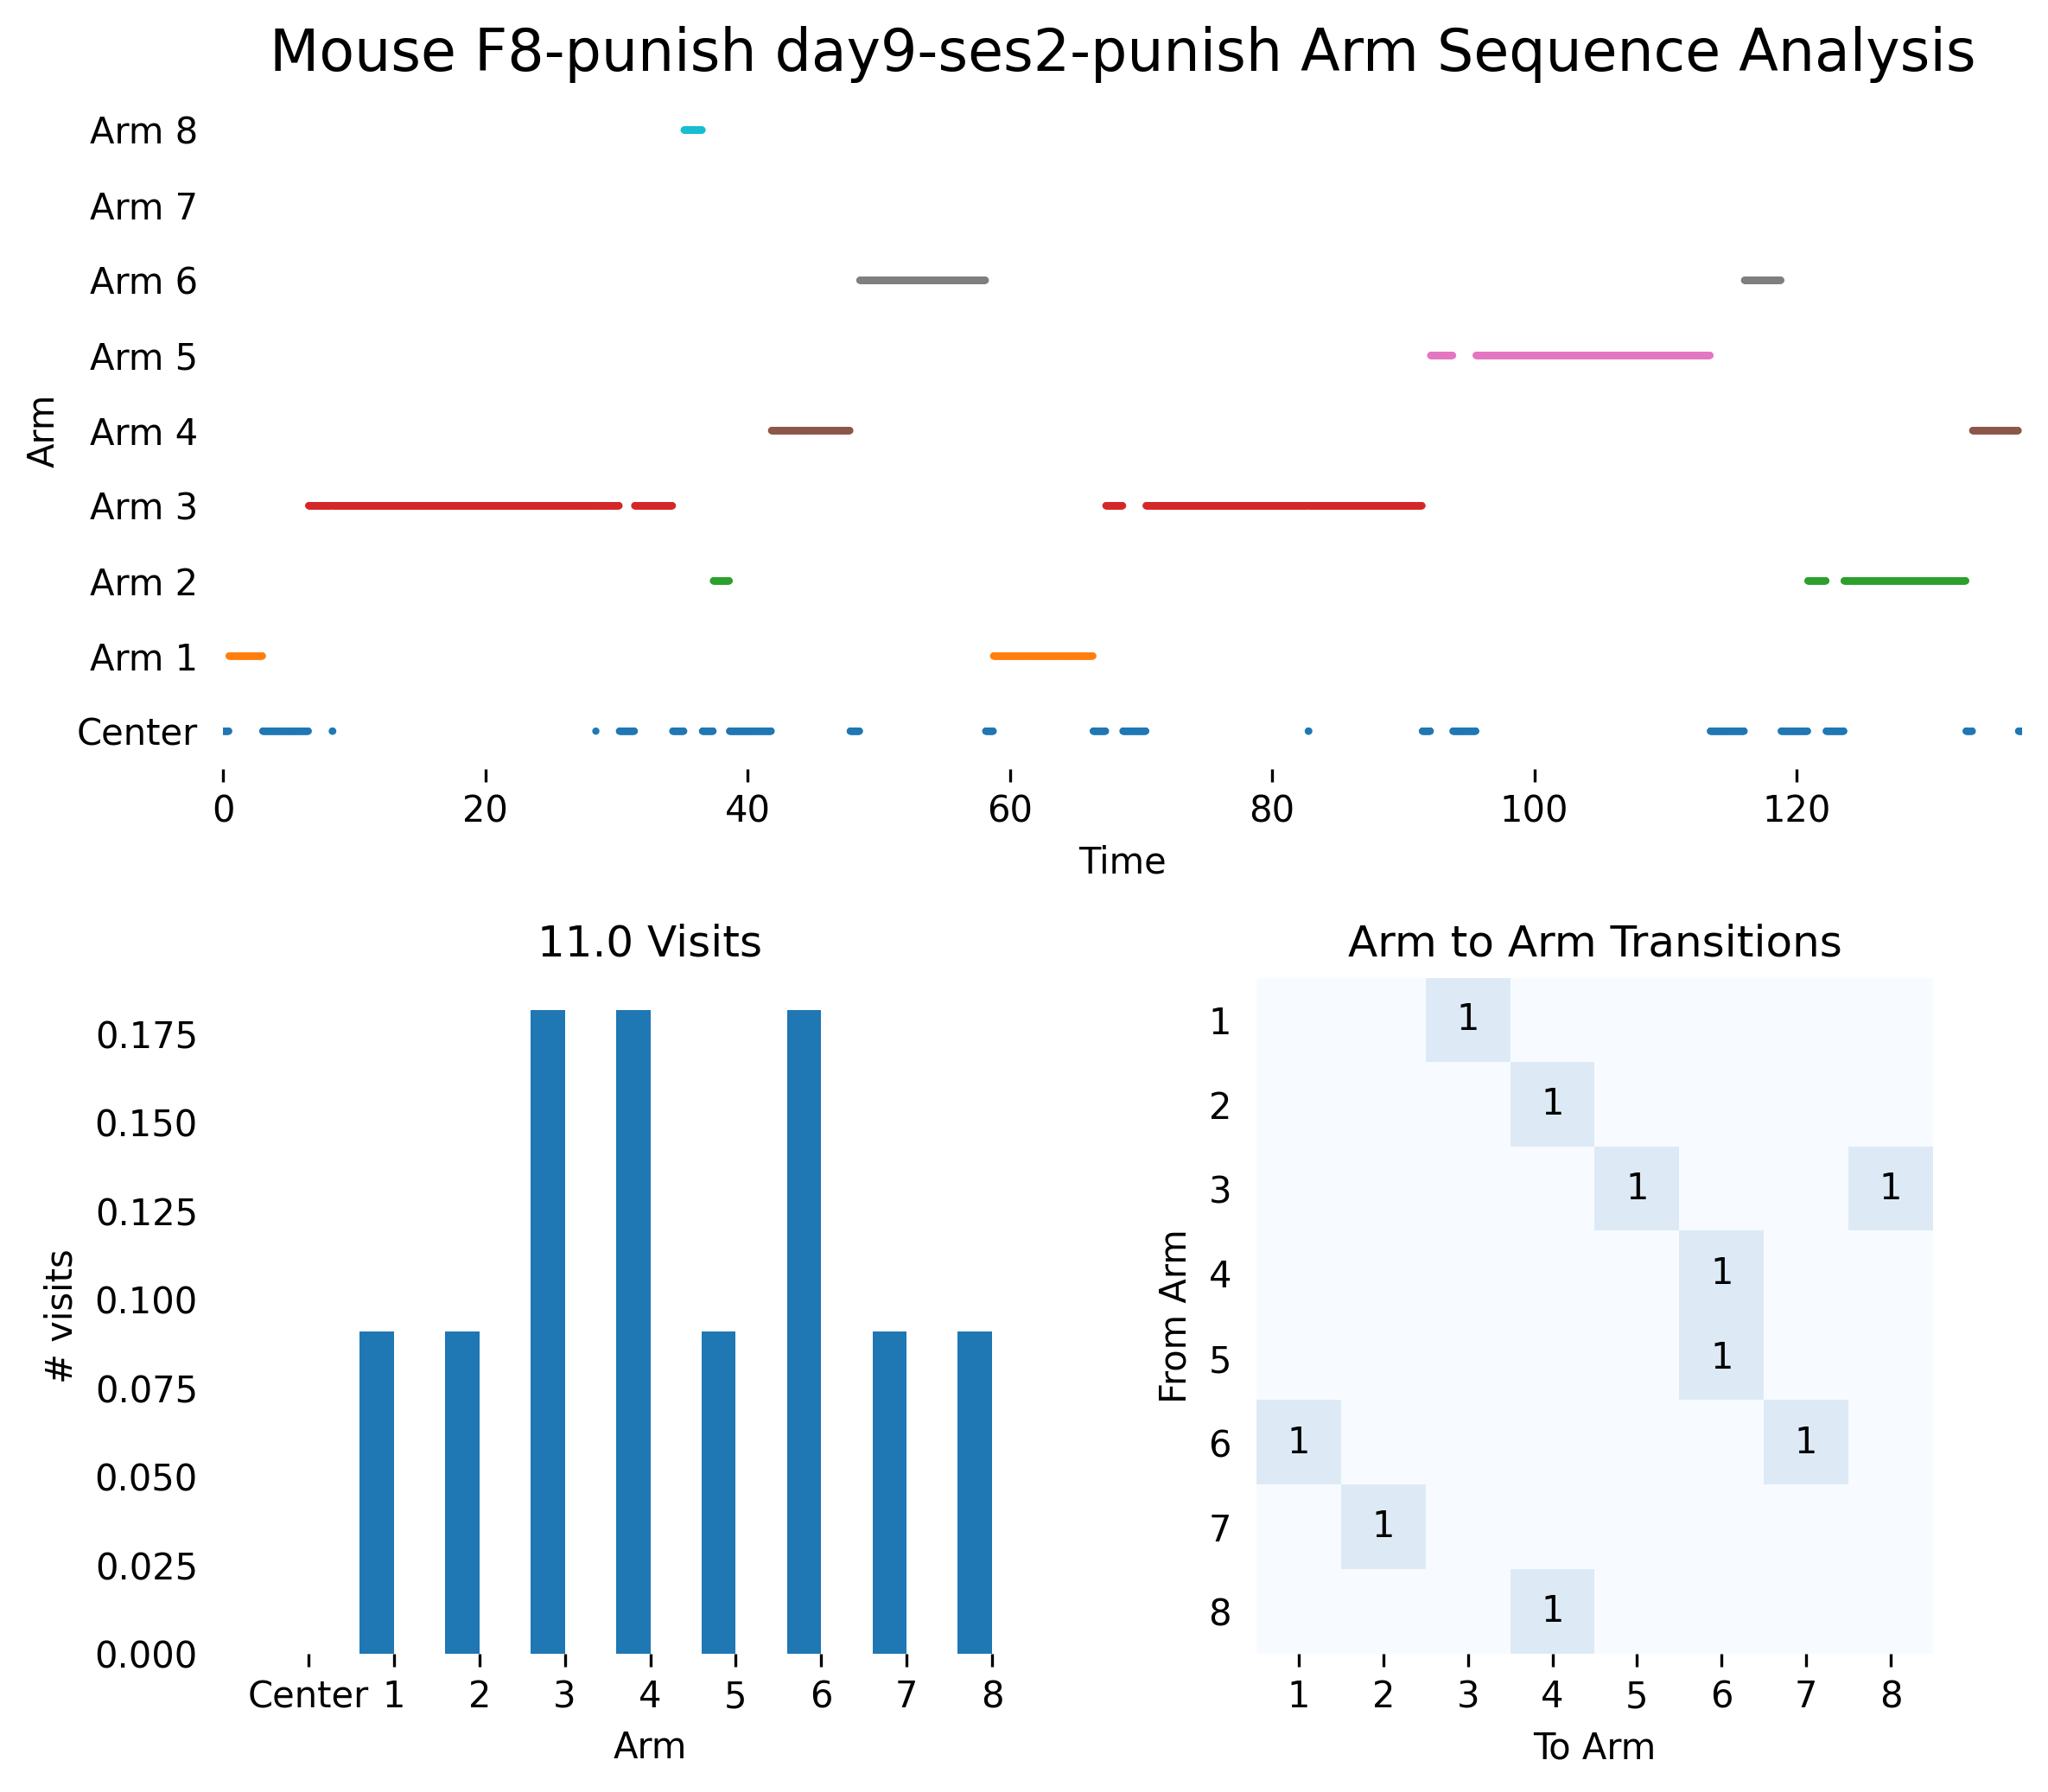 Mouse F8-punish day9-ses2-punish Arm Sequence Analysis
Arm 8
Arm 7
Arm 6
Arm 5
Arm 4
Arm 3
Arm 2
Arm 1
Center
Arm
0 20 40 60 80 100 120
Time
11.0 Visits
0.175
0.150
0.125
0.100
0.075
0.050
0.025
0.000
# visits
Center 1 2 3 4 5 6 7 8
Arm
Arm to Arm Transitions
1 1
2 1
3 1 1
4 1
5 1
6 1 1
7 1
8 1
From Arm
1 2 3 4 5 6 7 8
To Arm